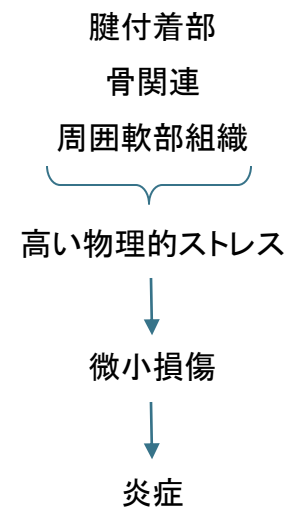 腱付着部
骨関連
周囲軟部組織
高い物理的ストレス
微小損傷
炎症